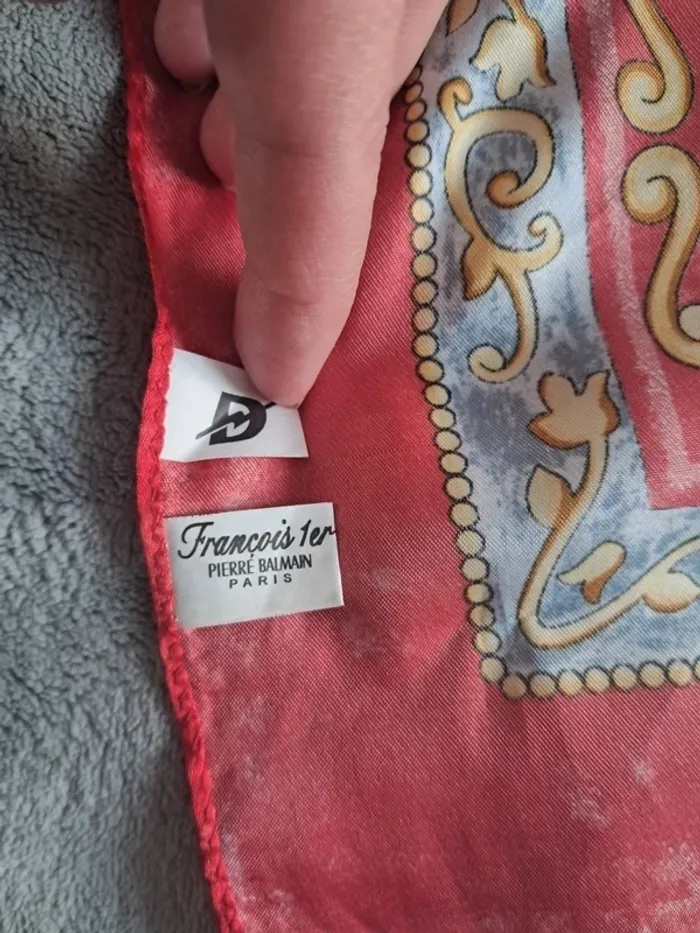 D
François 1er
PIERRE BALMAIN
PARIS